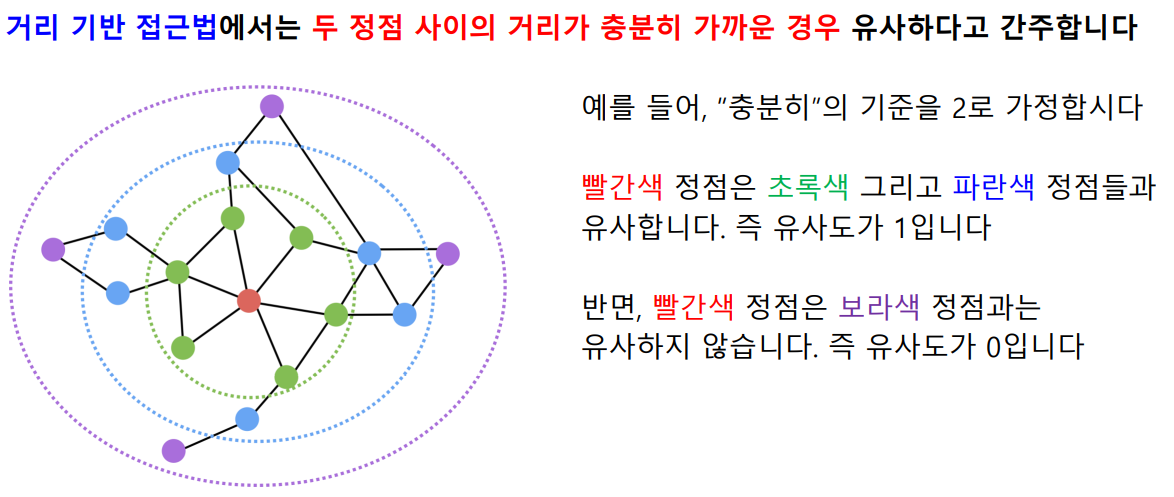 거리 기반 접근법에서는 두 정점 사이의 거리가 충분히 가까운 경우 유사하다고 간주합니다
예를 들어, “충분히”의 기준을 2로 가정합시다
빨간색 정점은 초록색 그리고 파란색 정점들과
유사합니다. 즉 유사도가 1입니다
반면, 빨간색 정점은 보라색 정점과는
유사하지 않습니다. 즉 유사도가 0입니다